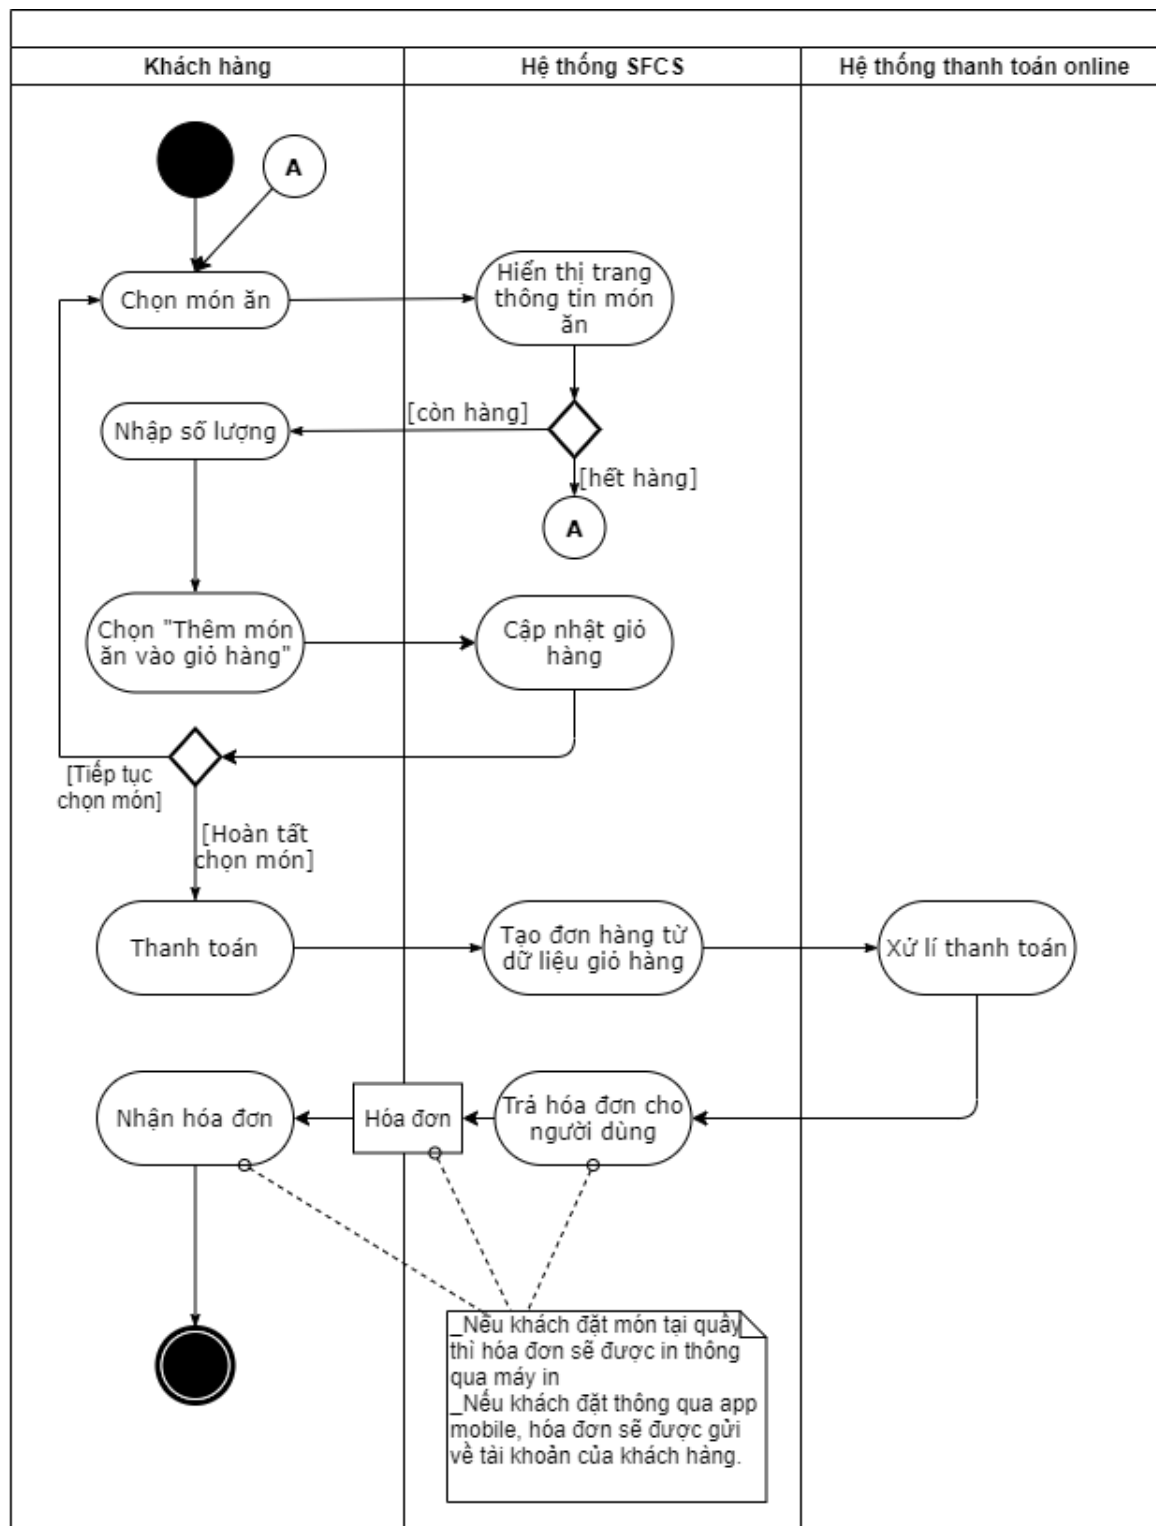 Khách hàng
Hệ thống SFCS
Hệ thống thanh toán online
A
Chọn món ăn
Hiển thị trang
thông tin món
ăn
[còn hàng]
Nhập số lượng
[hết hàng]
A
Chọn "Thêm món
ăn vào giỏ hàng"
Cập nhật giỏ
hàng
[Tiếp tục
chọn món]
[Hoàn tất
chọn món]
Thanh toán
Tạo đơn hàng từ
dữ liệu giỏ hàng
Xử lí thanh toán
Nhận hóa đơn
Hóa đơn
Trả hóa đơn cho
người dùng
_Nếu khách đặt món tại quầy
thì hóa đơn sẽ được in thông
qua máy in
_Nếu khách đặt thông qua app
mobile, hóa đơn sẽ được gửi
về tài khoản của khách hàng.